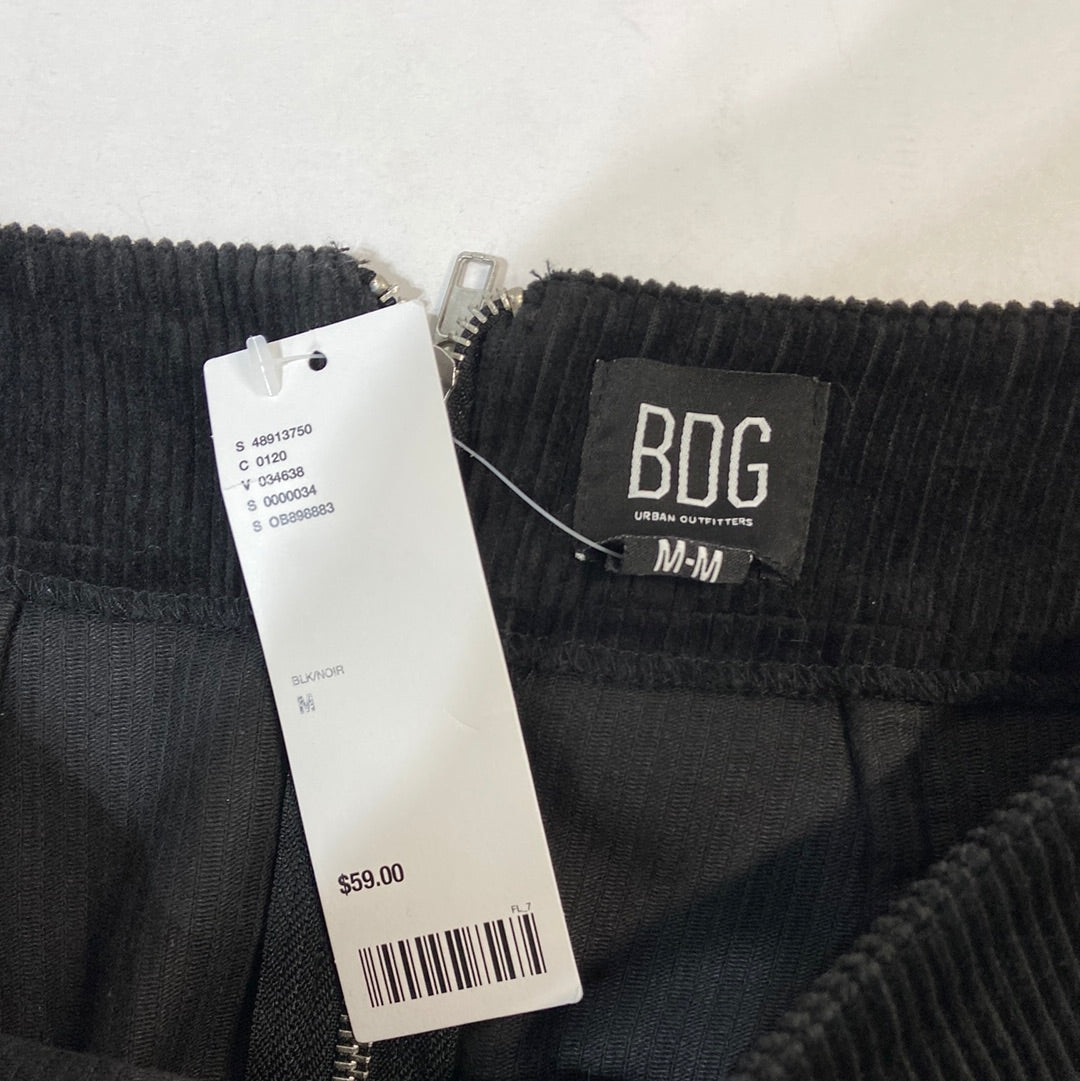 S 48913750
C 0120
V 034638
S 0000034
S OB898883
BLK/NOIR
M
$59.00
FL_7
BDG
URBAN OUTFITTERS
M-M